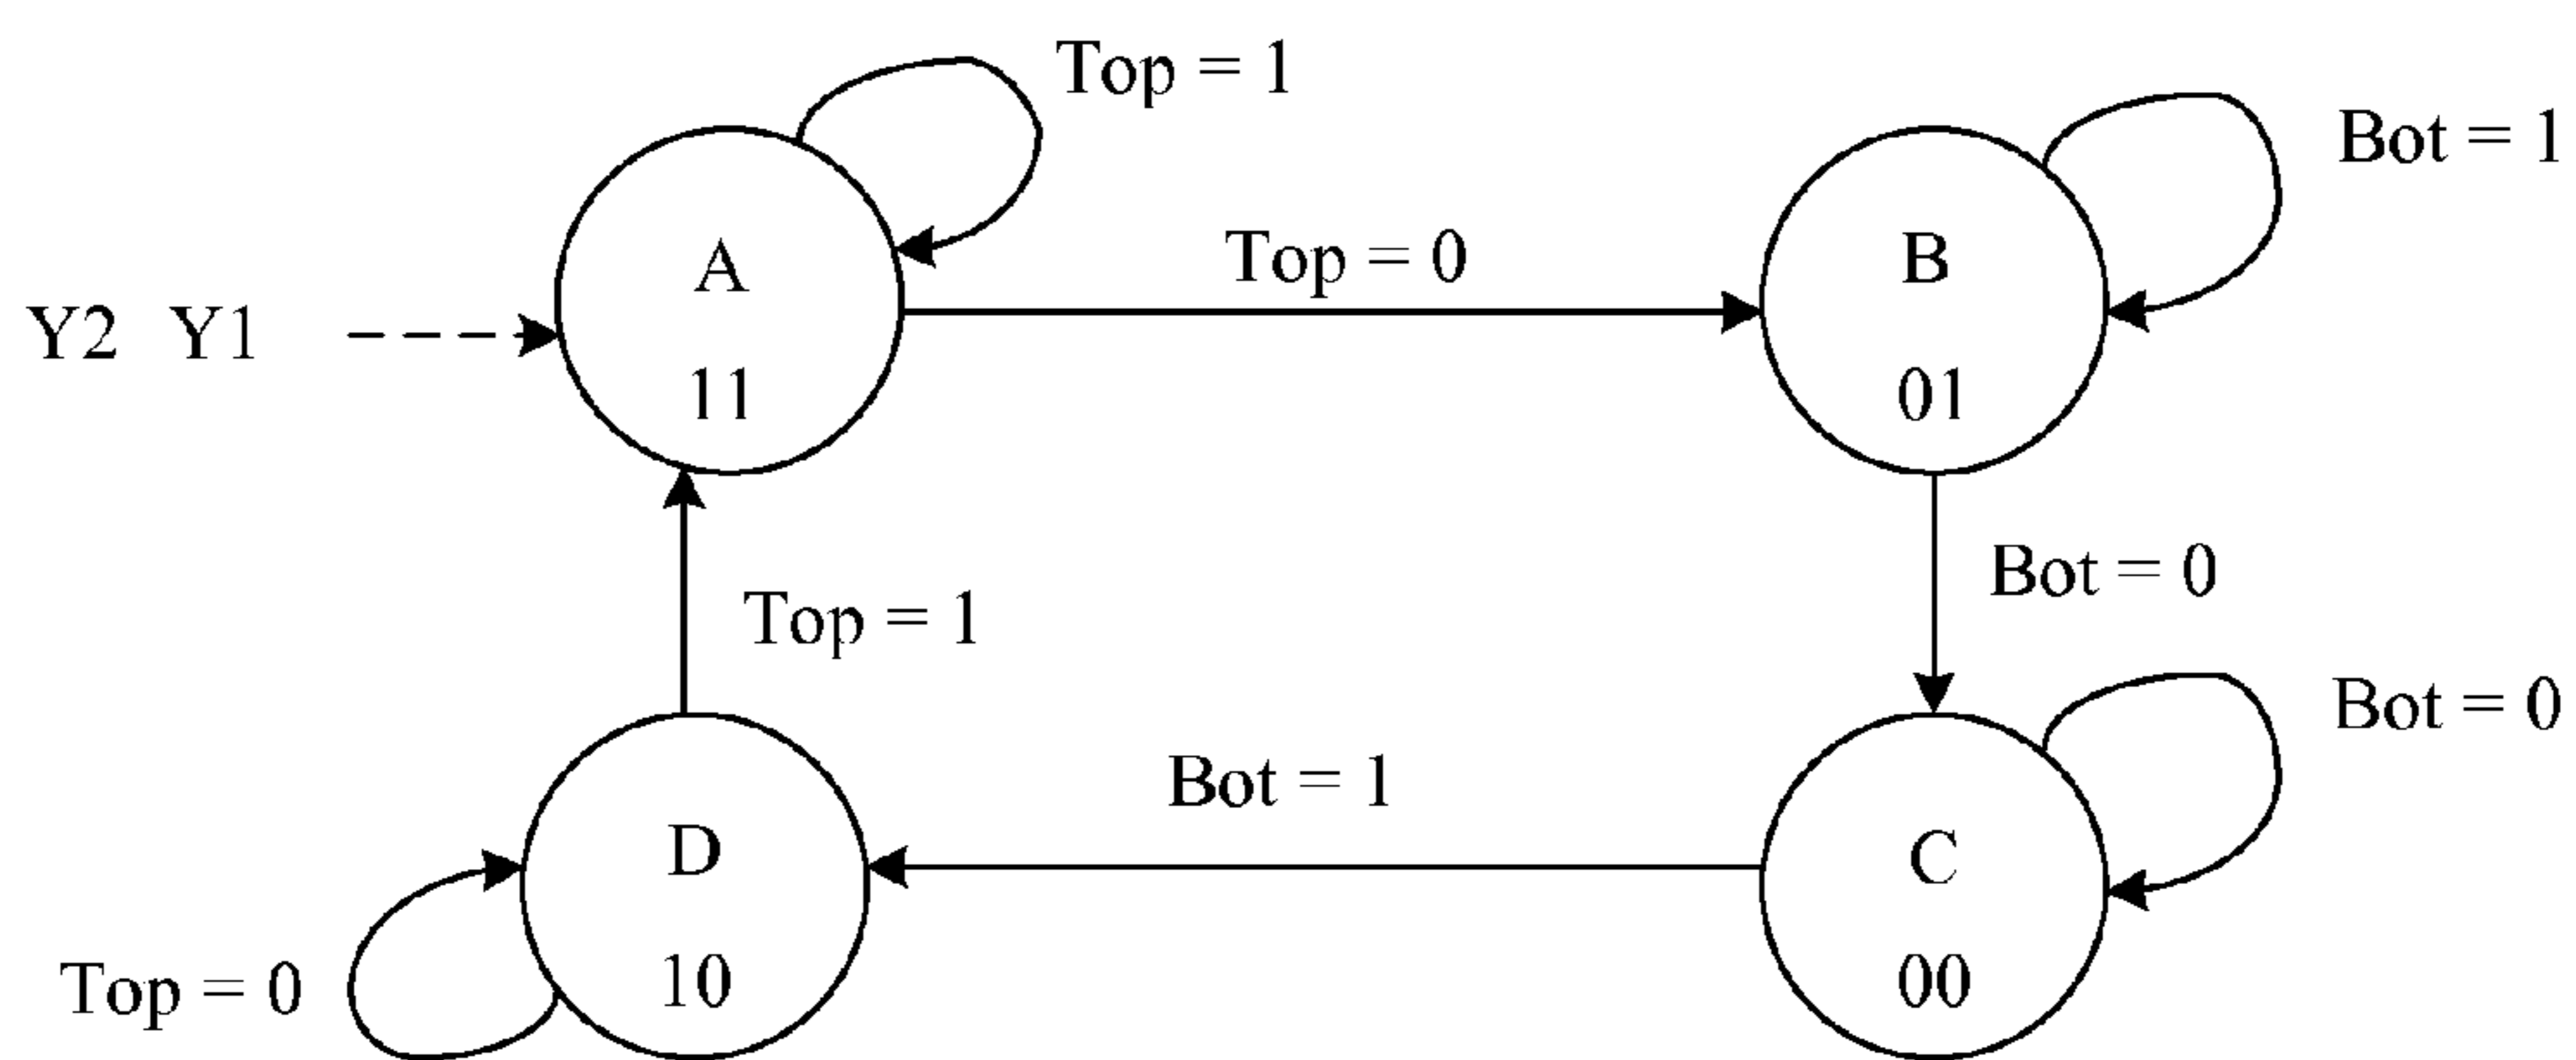 Top = 1
Bot = 1
A
Top = 0
B
Y2 Y1
11
01
Bot = 0
Top = 1
Bot = 0
Bot = 1
D
C
Top = 0
10
00